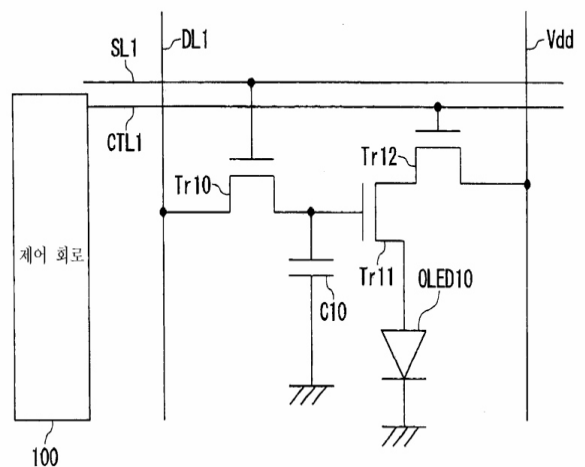 DL1
Vdd
SL1
CTL1
Tr12
Tr10
제어 회로
Tr11
OLED10
C10
100